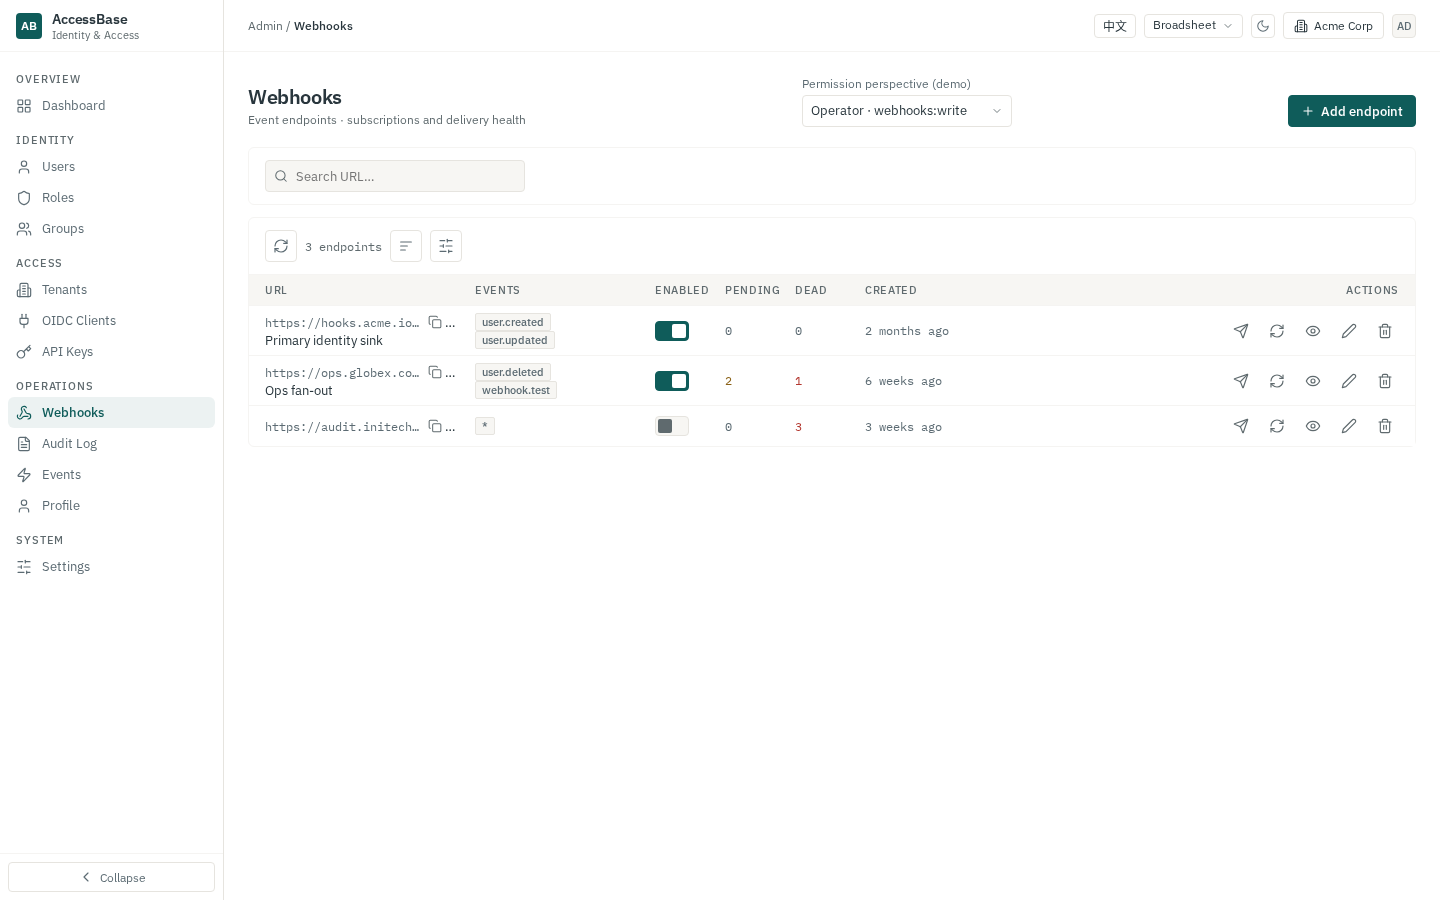 AB
AccessBase
Identity & Access
OVERVIEW
Dashboard
IDENTITY
Users
Roles
Groups
ACCESS
Tenants
OIDC Clients
API Keys
OPERATIONS
Webhooks
Audit Log
Events
Profile
SYSTEM
Settings
Collapse
Admin / Webhooks
中文
Broadsheet
Acme Corp
AD
Webhooks
Event endpoints · subscriptions and delivery health
Permission perspective (demo)
Operator · webhooks:write
Add endpoint
Search URL...
3 endpoints
URL EVENTS ENABLED PENDING DEAD CREATED ACTIONS
https://hooks.acme.io… ...
Primary identity sink
user.created
user.updated
0 0 2 months ago
https://ops.globex.co… ...
Ops fan-out
user.deleted
webhook.test
2 1 6 weeks ago
https://audit.initech… ...
*
0 3 3 weeks ago